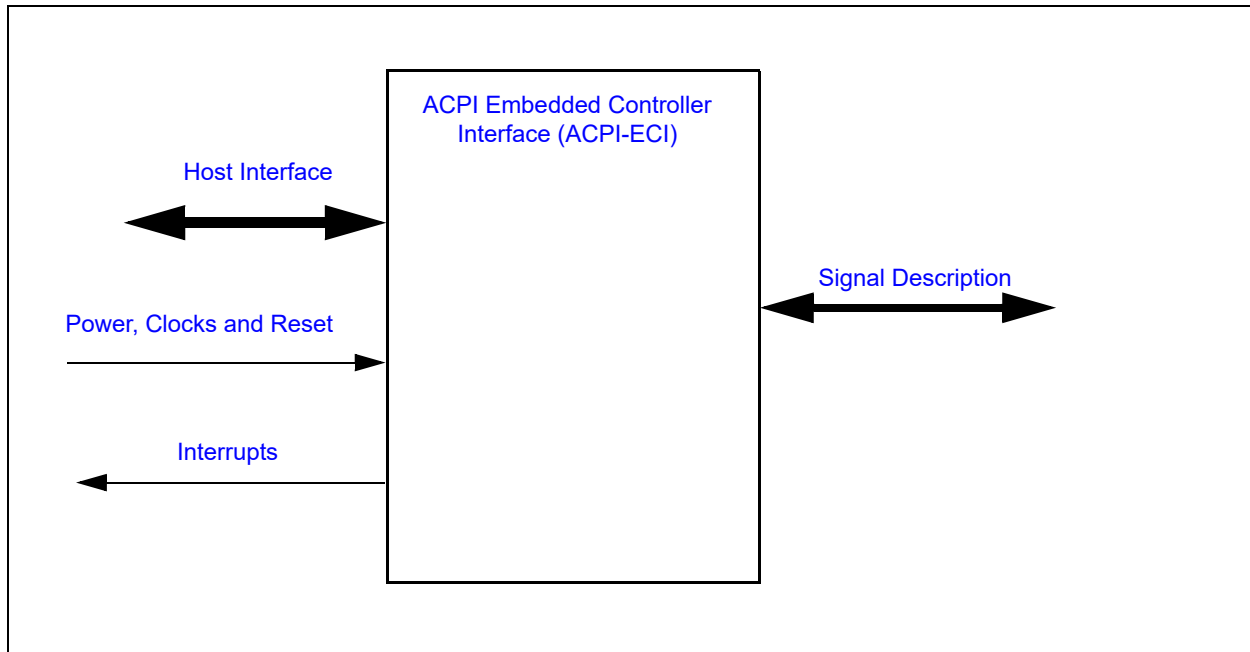 ACPI Embedded Controller
Interface (ACPI-ECI)
Host Interface
Signal Description
Power, Clocks and Reset
Interrupts